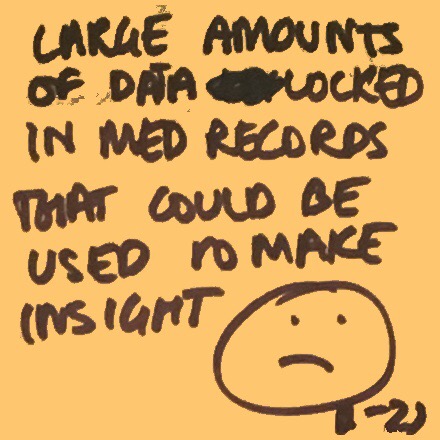 LARGE AMOUNTS
OF DATA LOCKED
IN MED RECORDS
THAT COULD BE
USED TO MAKE
INSIGHT